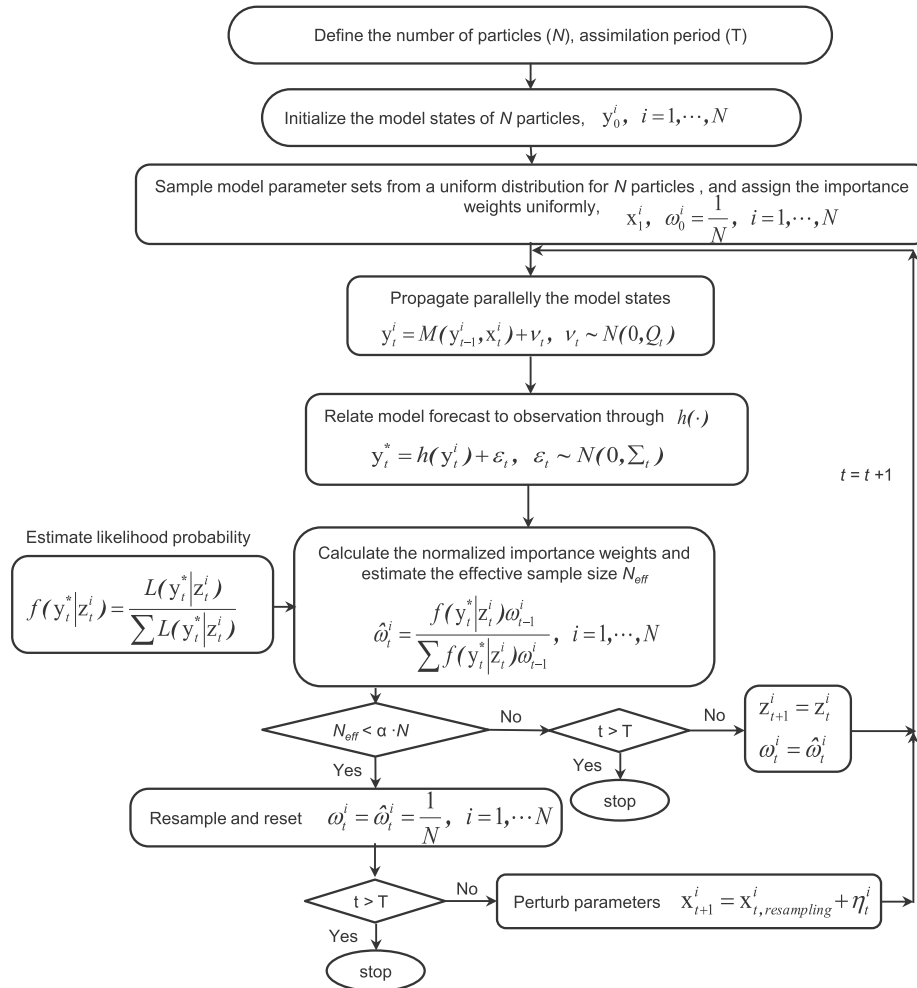 Define the number of particles (N), assimilation period (T)
Initialize the model states of N particles, y₀ⁱ, i = 1,⋯,N
Sample model parameter sets from a uniform distribution for N particles , and assign the importance
weights uniformly, x₁ⁱ, ω₀ⁱ = 1/N, i = 1,⋯,N
Propagate parallelly the model states
yₜⁱ = M(yₜ₋₁ⁱ, xₜⁱ) + νₜ, νₜ ~ N(0, Qₜ)
Relate model forecast to observation through h(·)
yₜ* = h(yₜⁱ) + εₜ, εₜ ~ N(0, ∑ₜ)
t = t +1
Estimate likelihood probability
f(yₜ*|zₜⁱ) = L(yₜ*|zₜⁱ) / ∑ L(yₜ*|zₜⁱ)
Calculate the normalized importance weights and
estimate the effective sample size N_eff
ω̂ₜⁱ = f(yₜ*|zₜⁱ)ωₜ₋₁ⁱ / ∑ f(yₜ*|zₜⁱ)ωₜ₋₁ⁱ, i = 1,⋯,N
N_eff < α ·N
No
t > T
No
zₜ₊₁ⁱ = zₜⁱ
ωₜⁱ = ω̂ₜⁱ
Yes
Yes
stop
Resample and reset ωₜⁱ = ω̂ₜⁱ = 1/N, i = 1,⋯N
t > T
No
Perturb parameters xₜ₊₁ⁱ = xⁱ_{t,resampling} + ηₜⁱ
Yes
stop